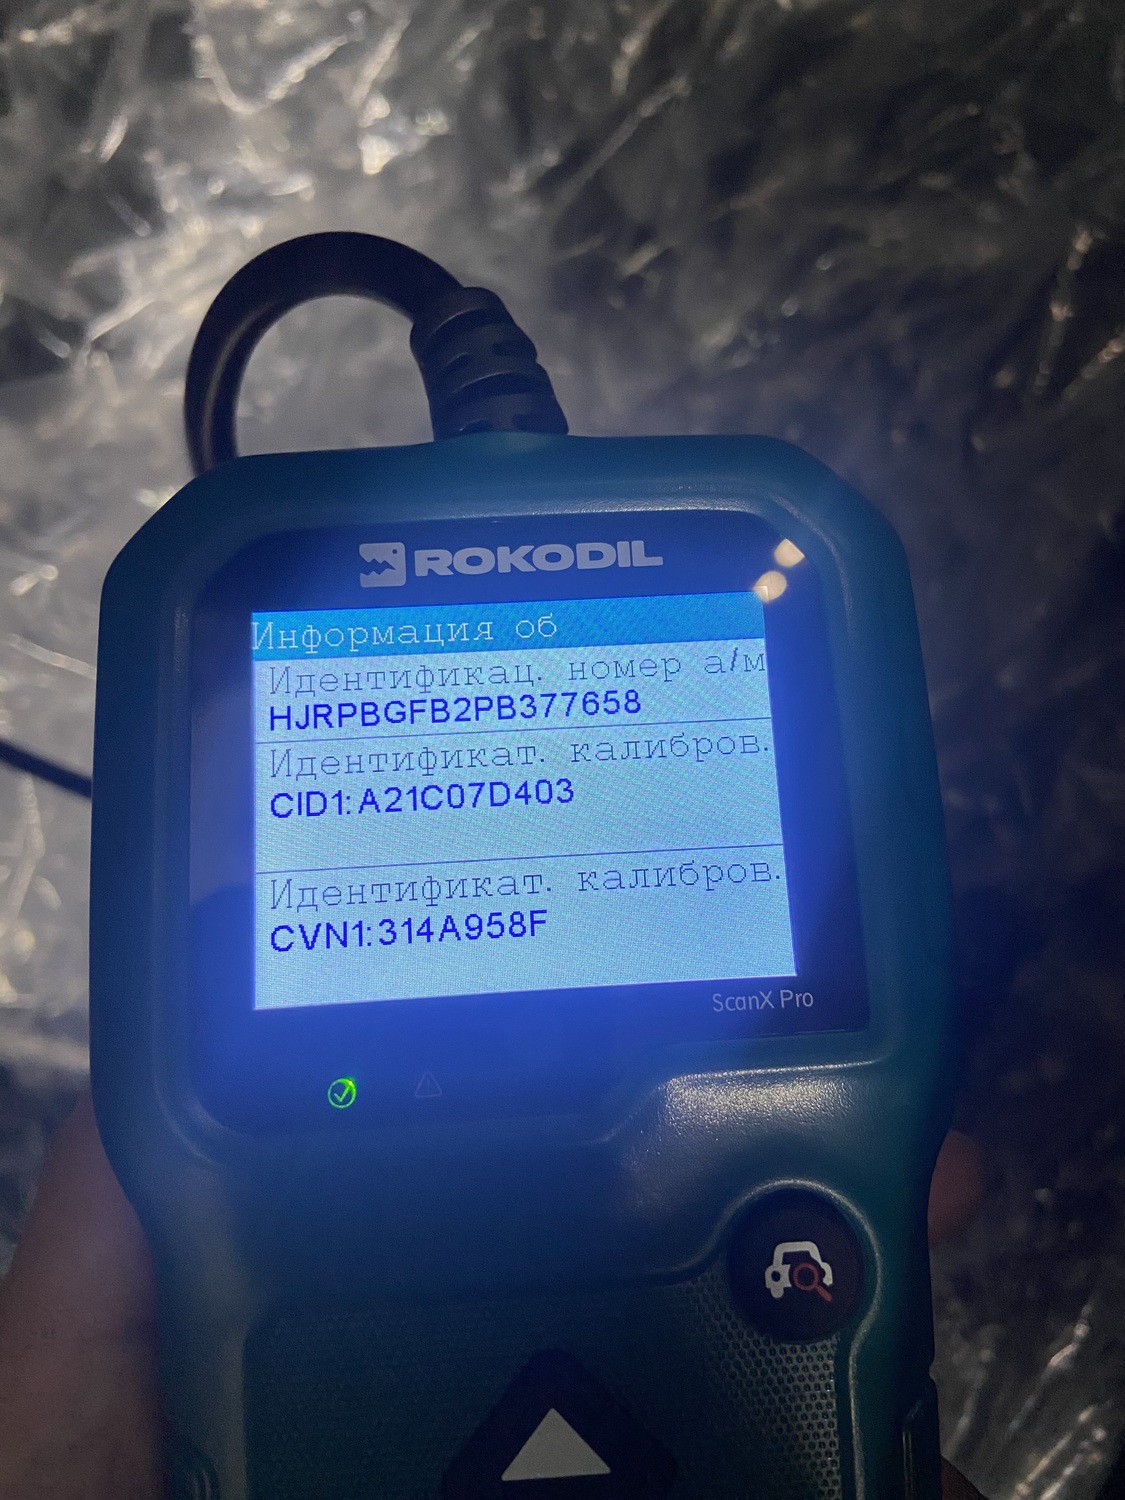 ROKODIL
Информация об
Идентификац. номер а/м
HJRPBGFB2PB377658
Идентификат. калибров.
CID1:A21C07D403
Идентификат. калибров.
CVN1:314A958F
ScanX Pro